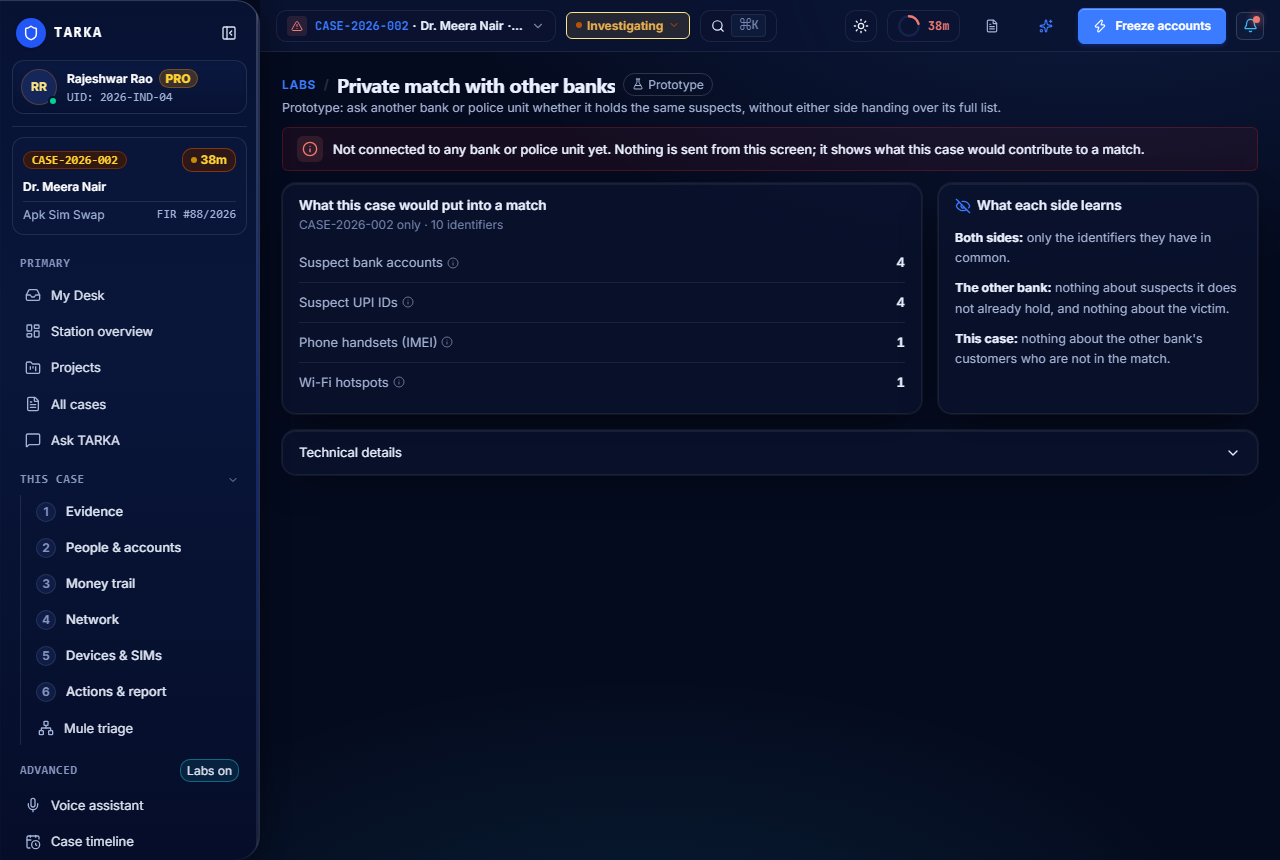 TARKA
RR
Rajeshwar Rao PRO
UID: 2026-IND-04
CASE-2026-002
38m
Dr. Meera Nair
Apk Sim Swap
FIR #88/2026
PRIMARY
My Desk
Station overview
Projects
All cases
Ask TARKA
THIS CASE
1 Evidence
2 People & accounts
3 Money trail
4 Network
5 Devices & SIMs
6 Actions & report
Mule triage
ADVANCED
Labs on
Voice assistant
Case timeline
CASE-2026-002 · Dr. Meera Nair ·...
Investigating
⌘K
38m
Freeze accounts
LABS / Private match with other banks
Prototype
Prototype: ask another bank or police unit whether it holds the same suspects, without either side handing over its full list.
Not connected to any bank or police unit yet. Nothing is sent from this screen; it shows what this case would contribute to a match.
What this case would put into a match
CASE-2026-002 only · 10 identifiers
Suspect bank accounts 4
Suspect UPI IDs 4
Phone handsets (IMEI) 1
Wi-Fi hotspots 1
What each side learns
Both sides: only the identifiers they have in
common.
The other bank: nothing about suspects it does
not already hold, and nothing about the victim.
This case: nothing about the other bank's
customers who are not in the match.
Technical details